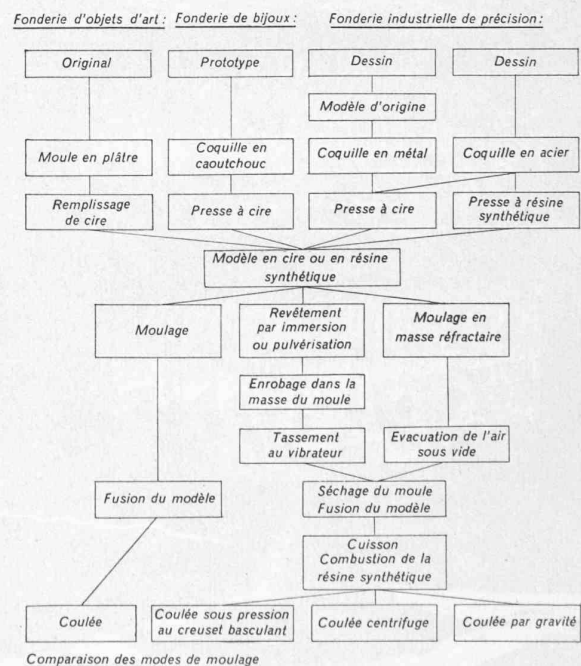 Fonderie d'objets d'art : Fonderie de bijoux : Fonderie industrielle de précision :
Original Prototype Dessin Dessin
Modèle d'origine
Moule en plâtre
Coquille en
caoutchouc
Coquille en métal Coquille en acier
Remplissage
de cire
Presse à cire Presse à cire
Presse à résine
synthétique
Modèle en cire ou en résine
synthétique
Moulage
Revêtement
par immersion
ou pulvérisation
Moulage en
masse réfractaire
Enrobage dans la
masse du moule
Tassement
au vibrateur
Evacuation de l'air
sous vide
Fusion du modèle
Séchage du moule
Fusion du modèle
Cuisson
Combustion de la
résine synthétique
Coulée
Coulée sous pression
au creuset basculant
Coulée centrifuge Coulée par gravité
Comparaison des modes de moulage